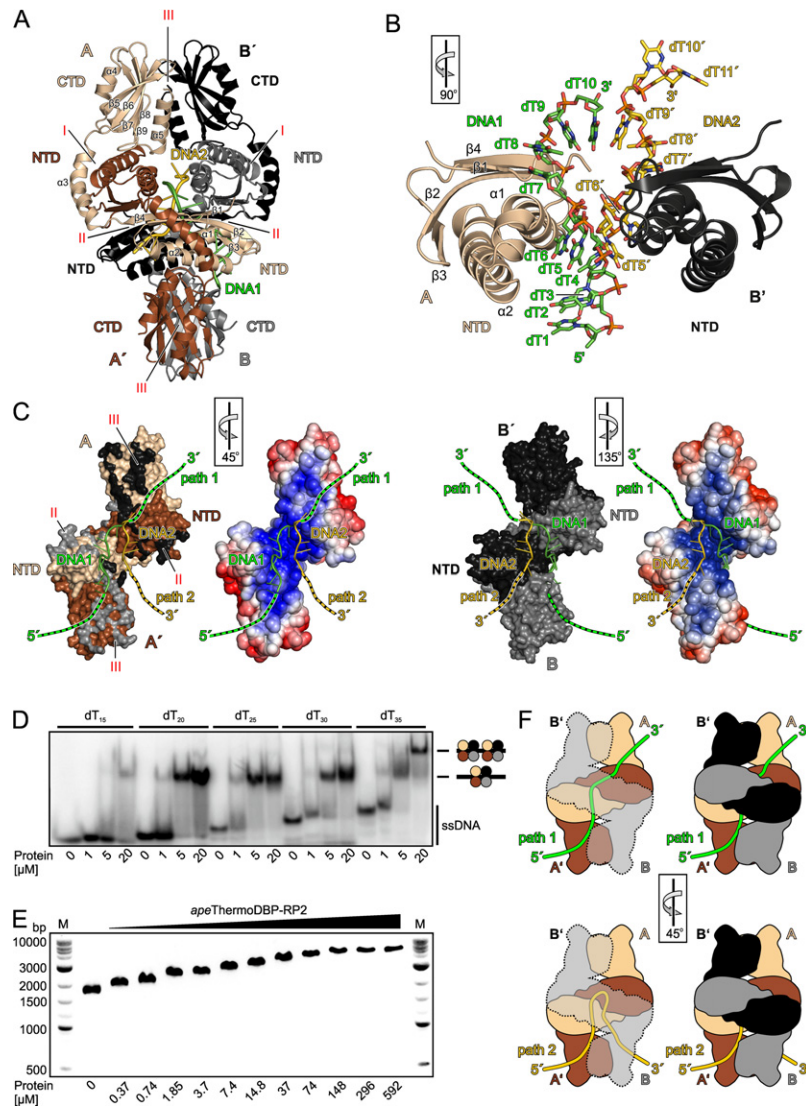 A
III
A
B´
α4
CTD
CTD
β5
β6
β8
β7
β9
α5
I
I
NTD
DNA2
NTD
α3
β4
β1
α1
β2
II
II
α2
β3
NTD
NTD
DNA1
CTD
CTD
A´
B
III
B
90°
dT10´
dT11´
dT10
3'
3'
dT9
DNA1
dT9´
DNA2
dT8
dT8´
β4
β1
dT7´
dT7
β2
α1
dT6´
dT6
dT5
dT5´
β3
dT4
A
α2
dT3
B'
NTD
dT2
NTD
dT1
5'
C
III
A
45°
3´
3´
path 1
path 1
NTD
II
DNA2
DNA1
DNA1
DNA2
NTD
II
path 2
path 2
3´
3´
5´
A´
5´
III
B´
135°
3´
3´
path 1
path 1
DNA1
NTD
DNA1
NTD
DNA2
DNA2
path 2
path 2
3´
3´
5´
5´
B
D
dT15
dT20
dT25
dT30
dT35
ssDNA
Protein [µM]
0 1 5 20 0 1 5 20 0 1 5 20 0 1 5 20 0 1 5 20
E
apeThermoDBP-RP2
bp
M
M
10000
3000
2000
1500
1000
500
Protein [µM]
0 0.37 0.74 1.85 3.7 7.4 14.8 37 74 148 296 592
F
B‘
A
B‘
A
3´
3´
path 1
path 1
5´
5´
A‘
B
A‘
B
45°
B‘
A
B‘
A
path 2
path 2
5´
3´
5´
3´
A‘
B
A‘
B